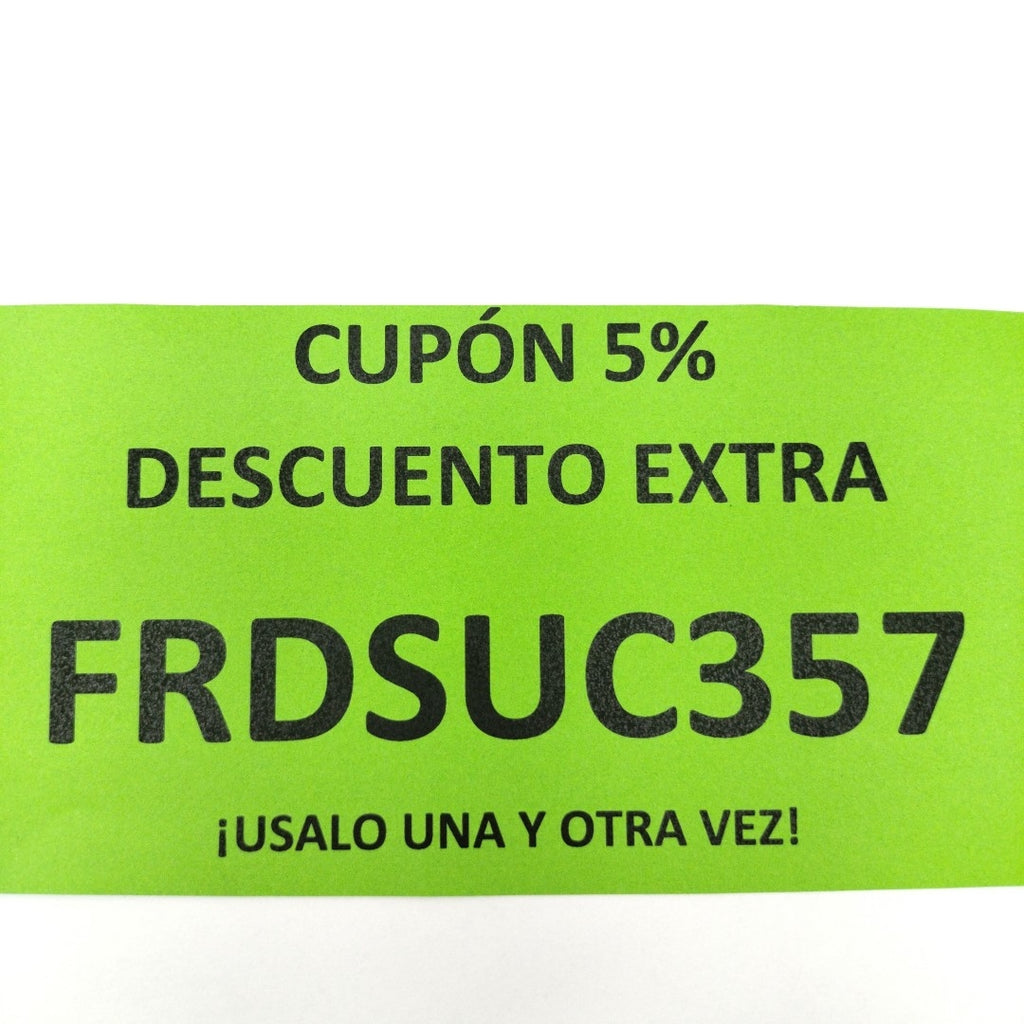 CUPÓN 5%
DESCUENTO EXTRA
FRDSUC357
¡USALO UNA Y OTRA VEZ!